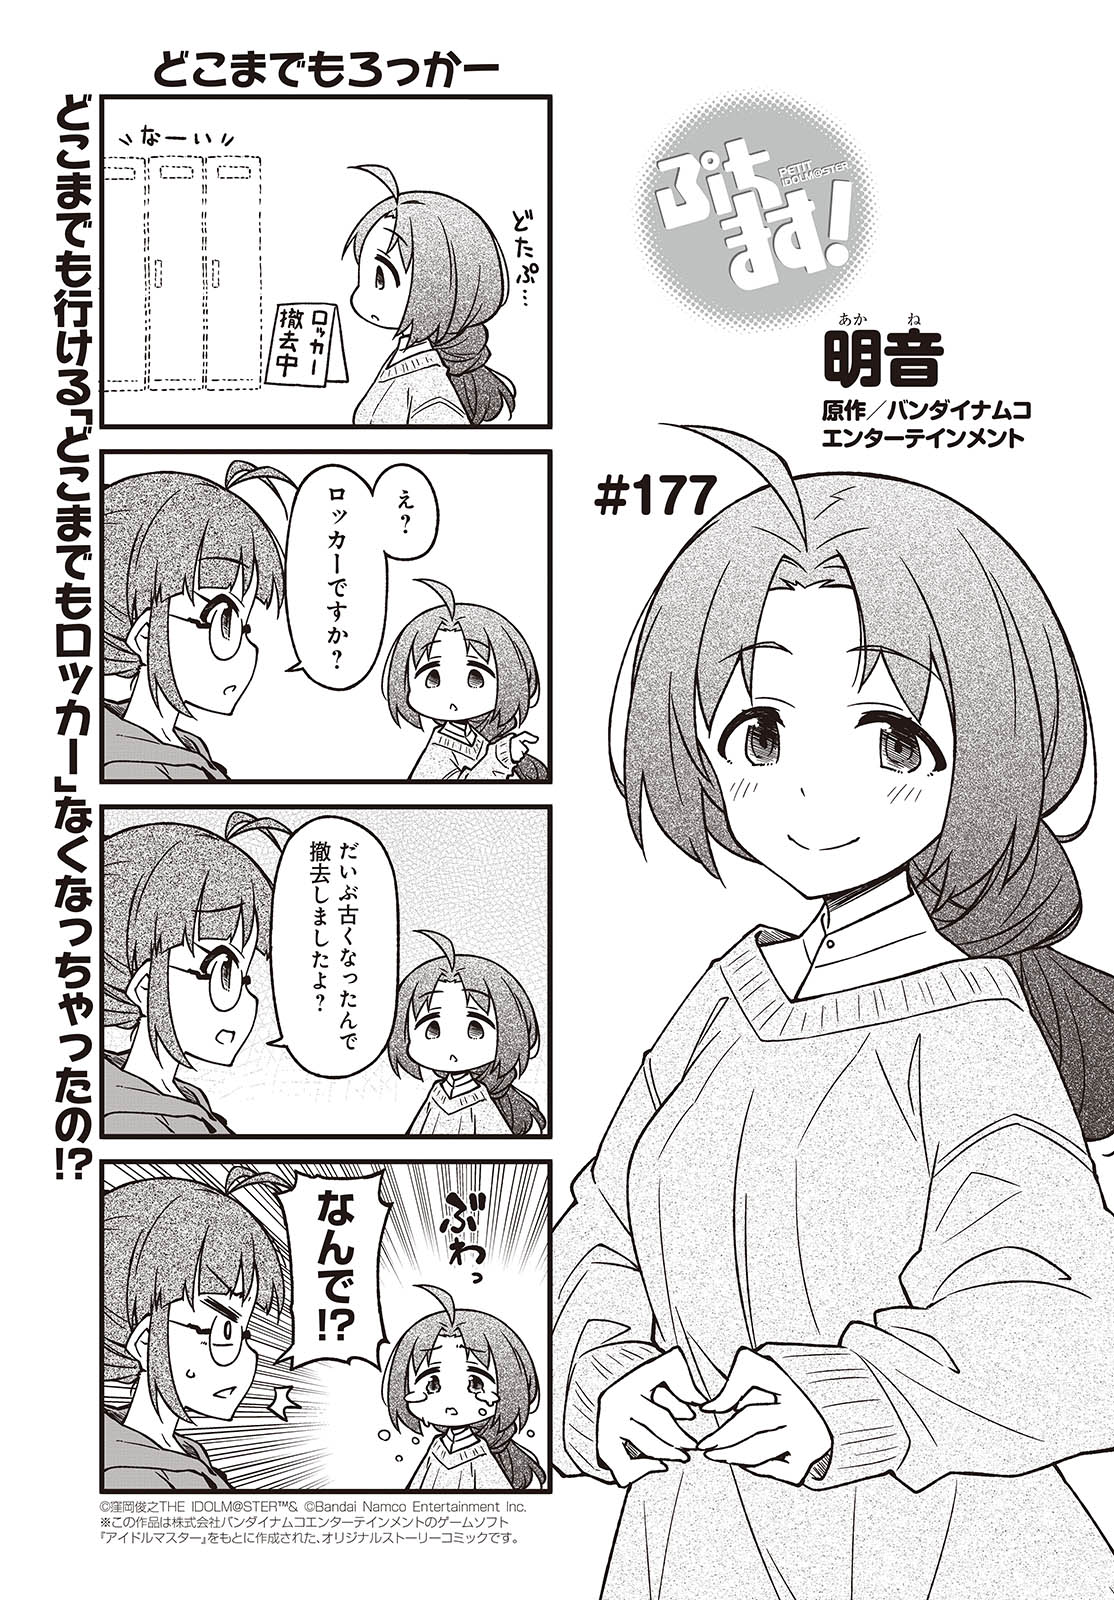 ぷちます!
PETIT
IDOLM@STER
あかね
明音
原作/バンダイナムコ
エンターテインメント
#177
どこまでもろっかー
どこまでも行ける「どこまでもロッカー」なくなっちゃったの!?
なーい
どたぷ…
ロッカー
撤去中
え?
ロッカーですか?
だいぶ古くなったんで
撤去しましたよ?
ぶわっ
なんで!?
©窪岡俊之THE IDOLM@STER™& ©Bandai Namco Entertainment Inc.
※この作品は株式会社バンダイナムコエンターテインメントのゲームソフト
『アイドルマスター』をもとに作成された、オリジナルストーリーコミックです。